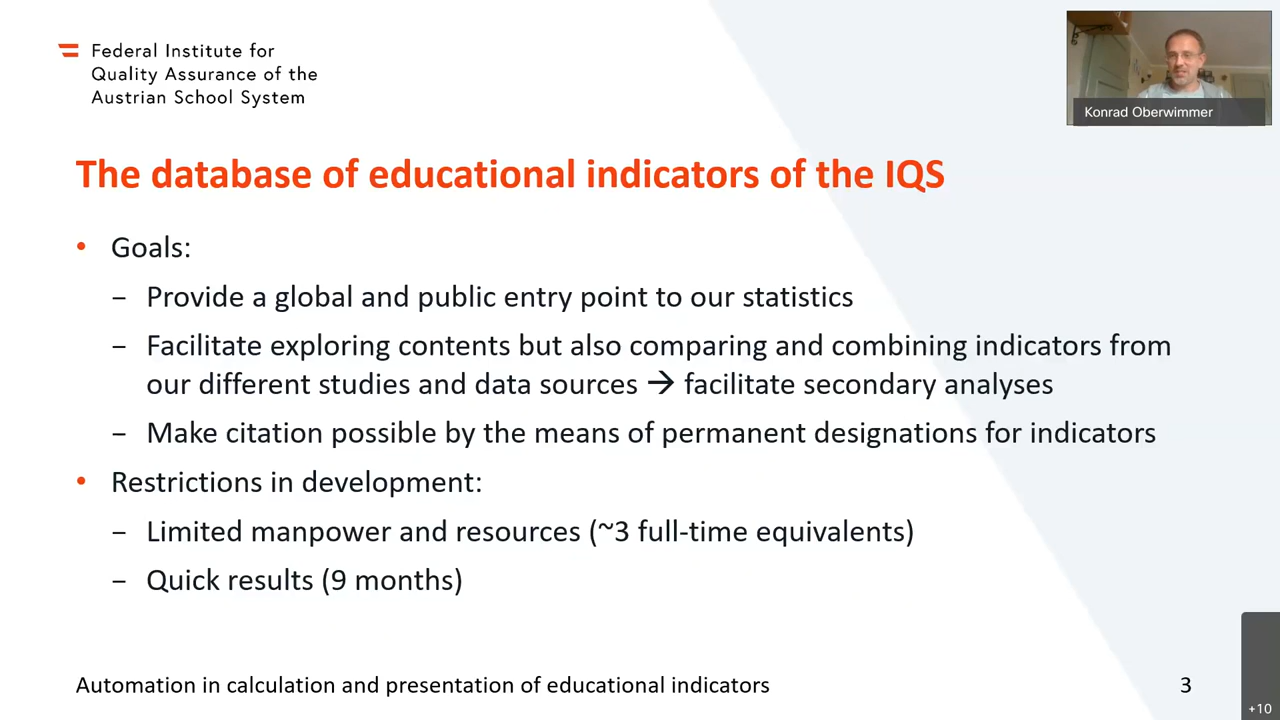 Federal Institute for
Quality Assurance of the
Austrian School System
Konrad Oberwimmer
The database of educational indicators of the IQS
• Goals:
– Provide a global and public entry point to our statistics
– Facilitate exploring contents but also comparing and combining indicators from
our different studies and data sources → facilitate secondary analyses
– Make citation possible by the means of permanent designations for indicators
• Restrictions in development:
– Limited manpower and resources (~3 full-time equivalents)
– Quick results (9 months)
Automation in calculation and presentation of educational indicators
3
+10